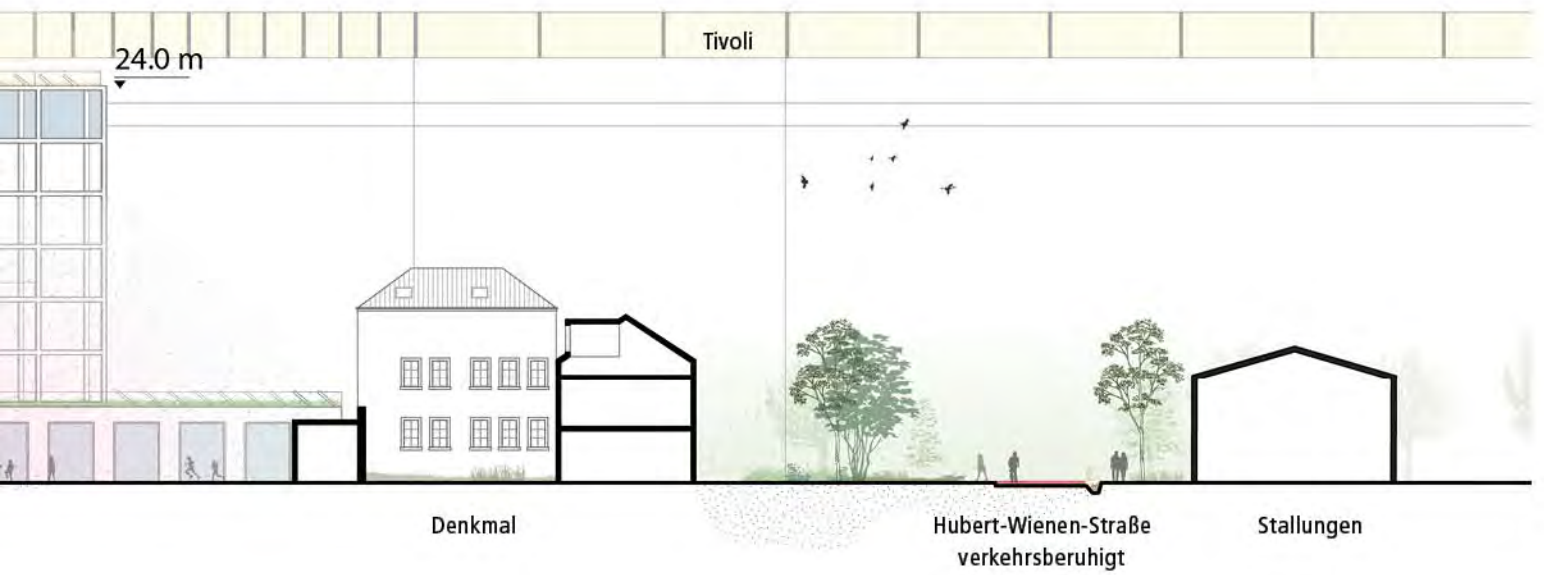 Tivoli
24.0 m
Denkmal
Hubert-Wienen-Straße
verkehrsberuhigt
Stallungen